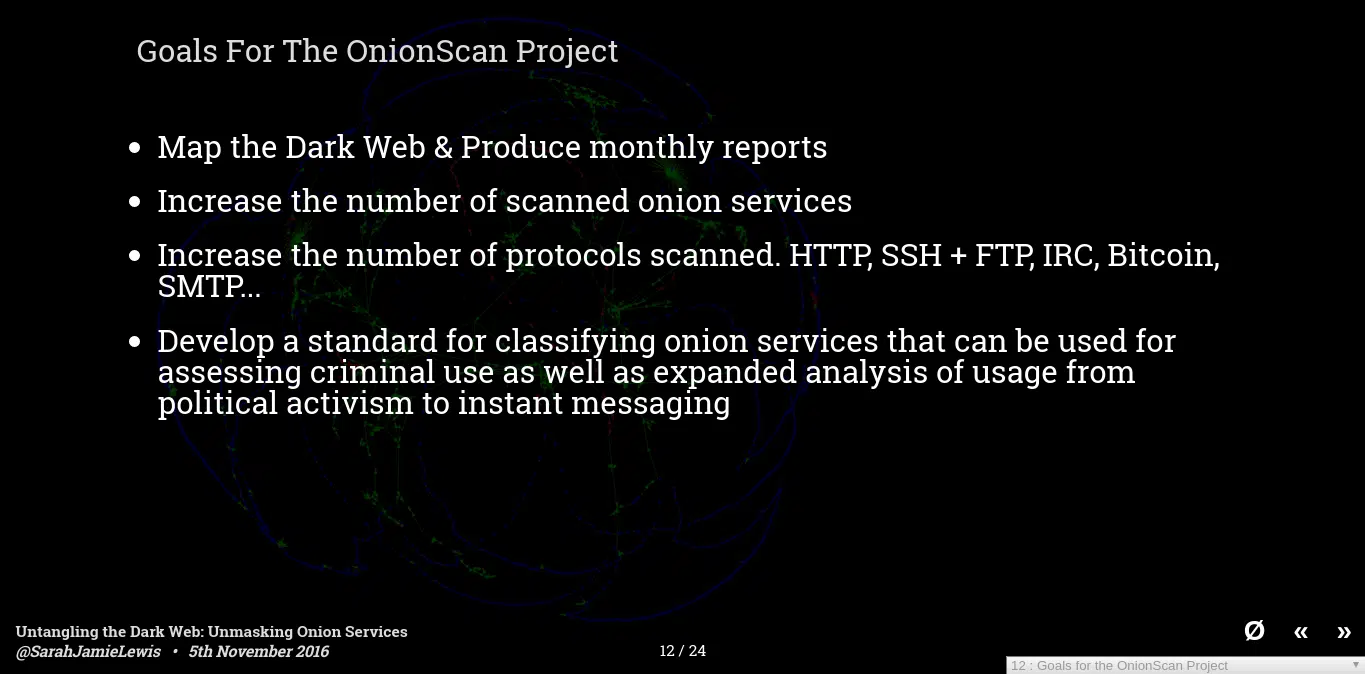 Goals For The OnionScan Project
• Map the Dark Web & Produce monthly reports
• Increase the number of scanned onion services
• Increase the number of protocols scanned. HTTP, SSH + FTP, IRC, Bitcoin,
SMTP...
• Develop a standard for classifying onion services that can be used for
assessing criminal use as well as expanded analysis of usage from
political activism to instant messaging
Untangling the Dark Web: Unmasking Onion Services
@SarahJamieLewis • 5th November 2016
12 / 24
Ø « »
12 : Goals for the OnionScan Project